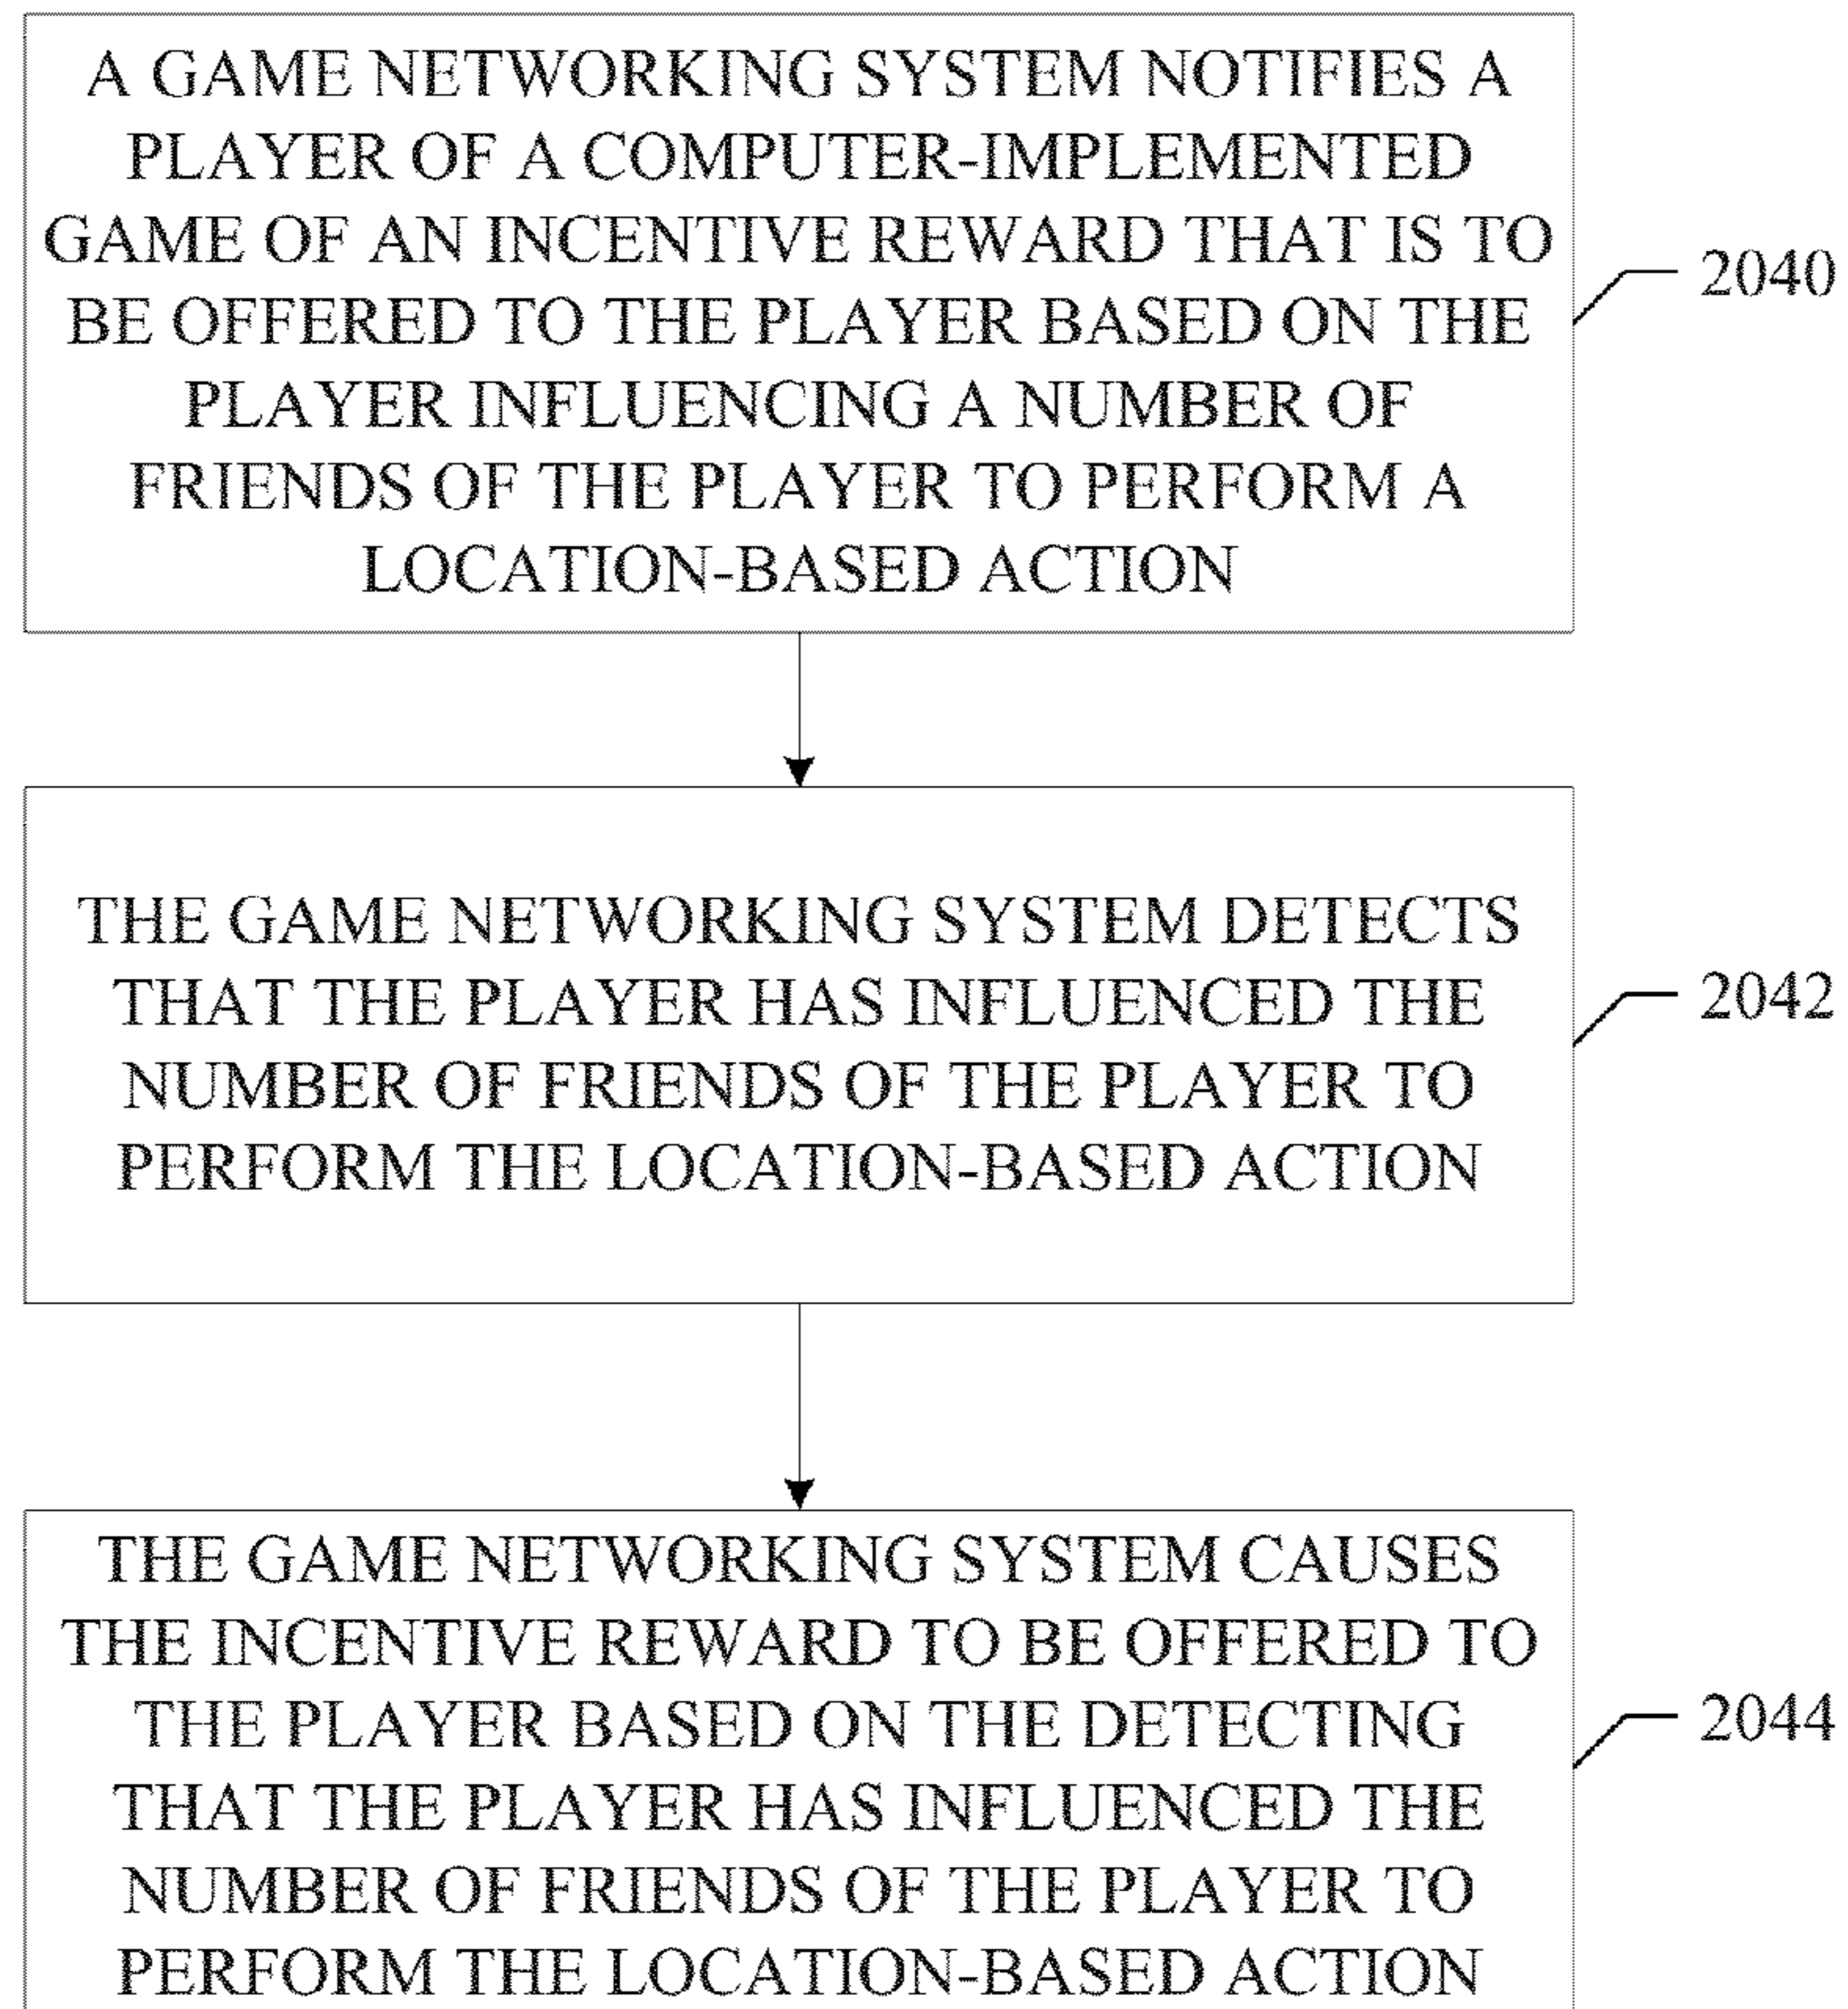 A GAME NETWORKING SYSTEM NOTIFIES A
PLAYER OF A COMPUTER-IMPLEMENTED
GAME OF AN INCENTIVE REWARD THAT IS TO
BE OFFERED TO THE PLAYER BASED ON THE
PLAYER INFLUENCING A NUMBER OF
FRIENDS OF THE PLAYER TO PERFORM A
LOCATION-BASED ACTION
2040
THE GAME NETWORKING SYSTEM DETECTS
THAT THE PLAYER HAS INFLUENCED THE
NUMBER OF FRIENDS OF THE PLAYER TO
PERFORM THE LOCATION-BASED ACTION
2042
THE GAME NETWORKING SYSTEM CAUSES
THE INCENTIVE REWARD TO BE OFFERED TO
THE PLAYER BASED ON THE DETECTING
THAT THE PLAYER HAS INFLUENCED THE
NUMBER OF FRIENDS OF THE PLAYER TO
PERFORM THE LOCATION-BASED ACTION
2044